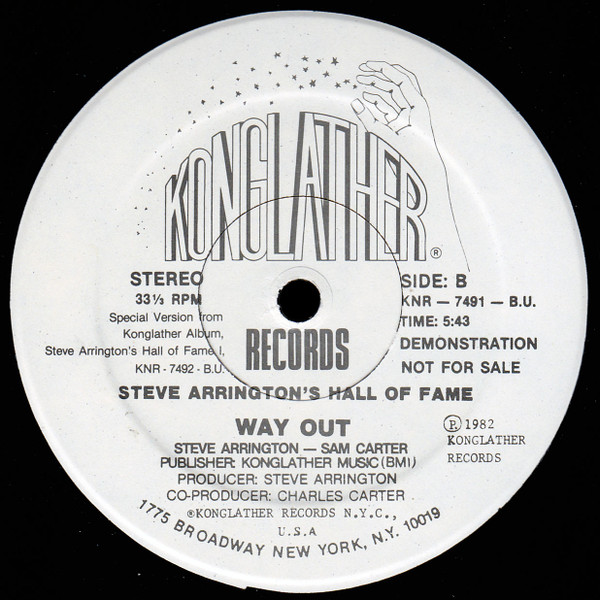 KONGLATHER®
RECORDS
STEREO
33⅓ RPM
Special Version from
Konglather Album,
Steve Arrington's Hall of Fame I,
KNR - 7492 - B.U.
SIDE: B
KNR — 7491 — B.U.
TIME: 5:43
DEMONSTRATION
NOT FOR SALE
STEVE ARRINGTON'S HALL OF FAME
WAY OUT
STEVE ARRINGTON — SAM CARTER
PUBLISHER: KONGLATHER MUSIC (BMI)
PRODUCER: STEVE ARRINGTON
CO-PRODUCER: CHARLES CARTER
Ⓟ 1982
KONGLATHER
RECORDS
®KONGLATHER RECORDS N.Y.C.,
U.S.A
1775 BROADWAY NEW YORK, N.Y. 10019